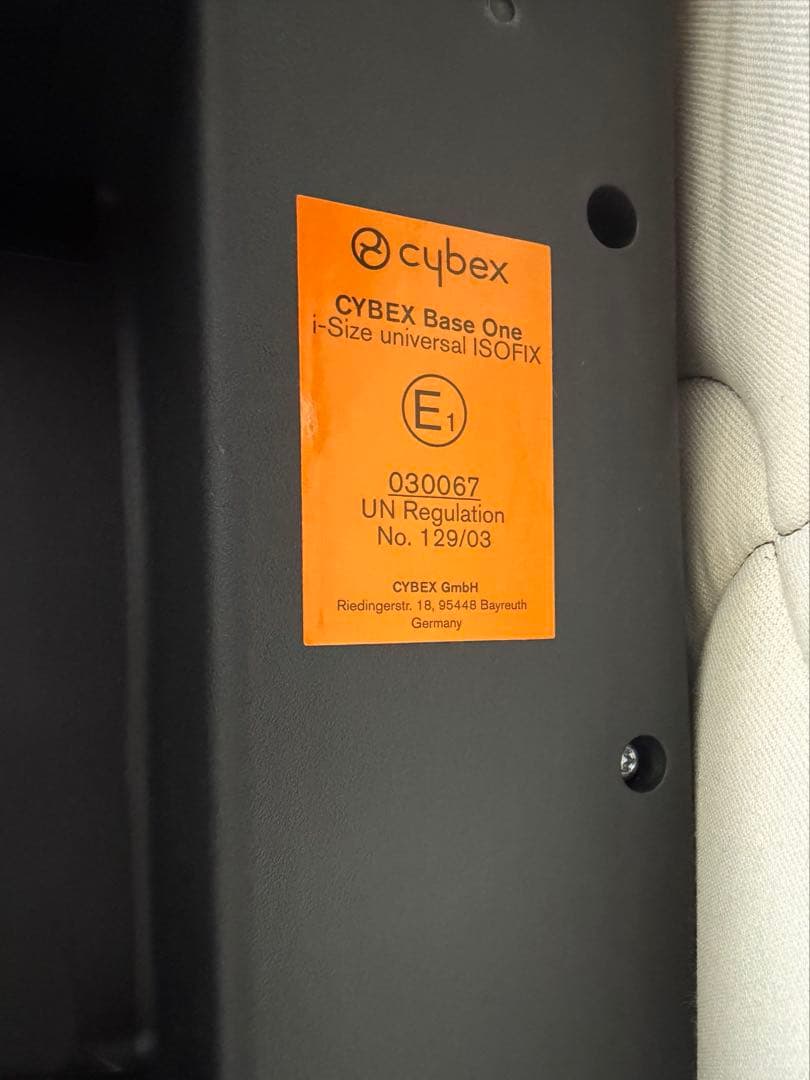 cybex
CYBEX Base One
i-Size universal ISOFIX
E1
030067
UN Regulation
No. 129/03
CYBEX GmbH
Riedingerstr. 18, 95448 Bayreuth
Germany